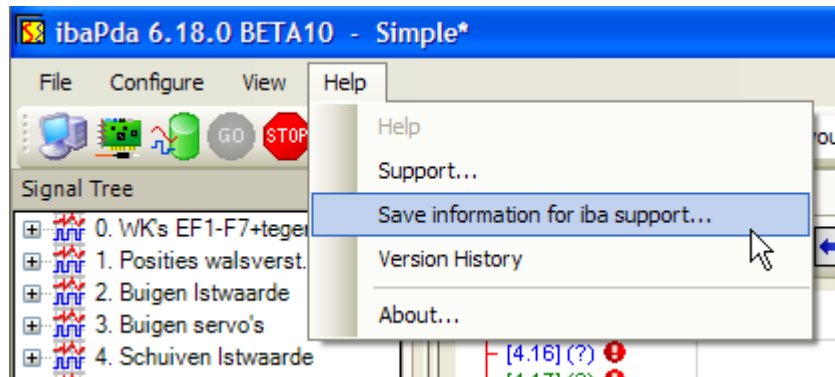 ibaPda 6.18.0 BETA10 - Simple*
File Configure View Help
GO STOP
Help
Support...
Save information for iba support...
Version History
About...
Signal Tree
0. WK's EF1-F7+teger
1. Posities walsverst.
2. Buigen Istwaarde
3. Buigen servo's
4. Schuiven Istwaarde
[4.16] (?)